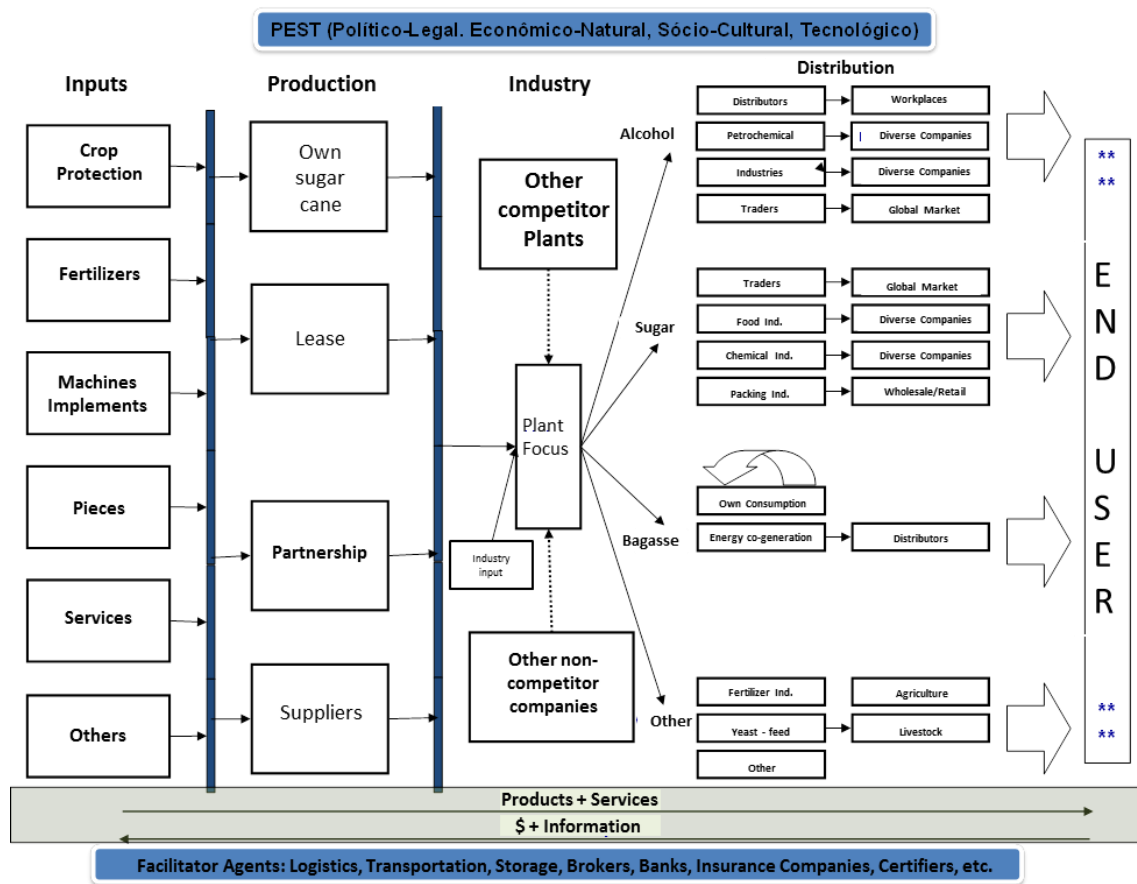 PEST (Político-Legal. Econômico-Natural, Sócio-Cultural, Tecnológico)
Inputs
Production
Industry
Distribution
Crop
Protection
Fertilizers
Machines
Implements
Pieces
Services
Others
Own
sugar
cane
Lease
Partnership
Suppliers
Other
competitor
Plants
Plant
Focus
Industry
input
Other non-
competitor
companies
Alcohol
Sugar
Bagasse
Other
Distributors
Workplaces
Petrochemical
Diverse Companies
Industries
Diverse Companies
Traders
Global Market
Traders
Global Market
Food Ind.
Diverse Companies
Chemical Ind.
Diverse Companies
Packing Ind.
Wholesale/Retail
Own Consumption
Energy co-generation
Distributors
Fertilizer Ind.
Agriculture
Yeast - feed
Livestock
Other
**
**
E
N
D
U
S
E
R
**
**
Products + Services
$ + Information
Facilitator Agents: Logistics, Transportation, Storage, Brokers, Banks, Insurance Companies, Certifiers, etc.